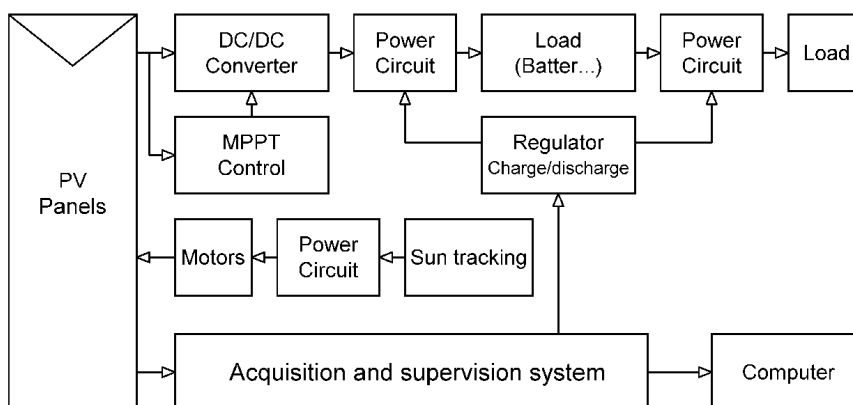 PV
Panels
DC/DC
Converter
Power
Circuit
Load
(Batter...)
Power
Circuit
Load
MPPT
Control
Regulator
Charge/discharge
Motors
Power
Circuit
Sun tracking
Acquisition and supervision system
Computer